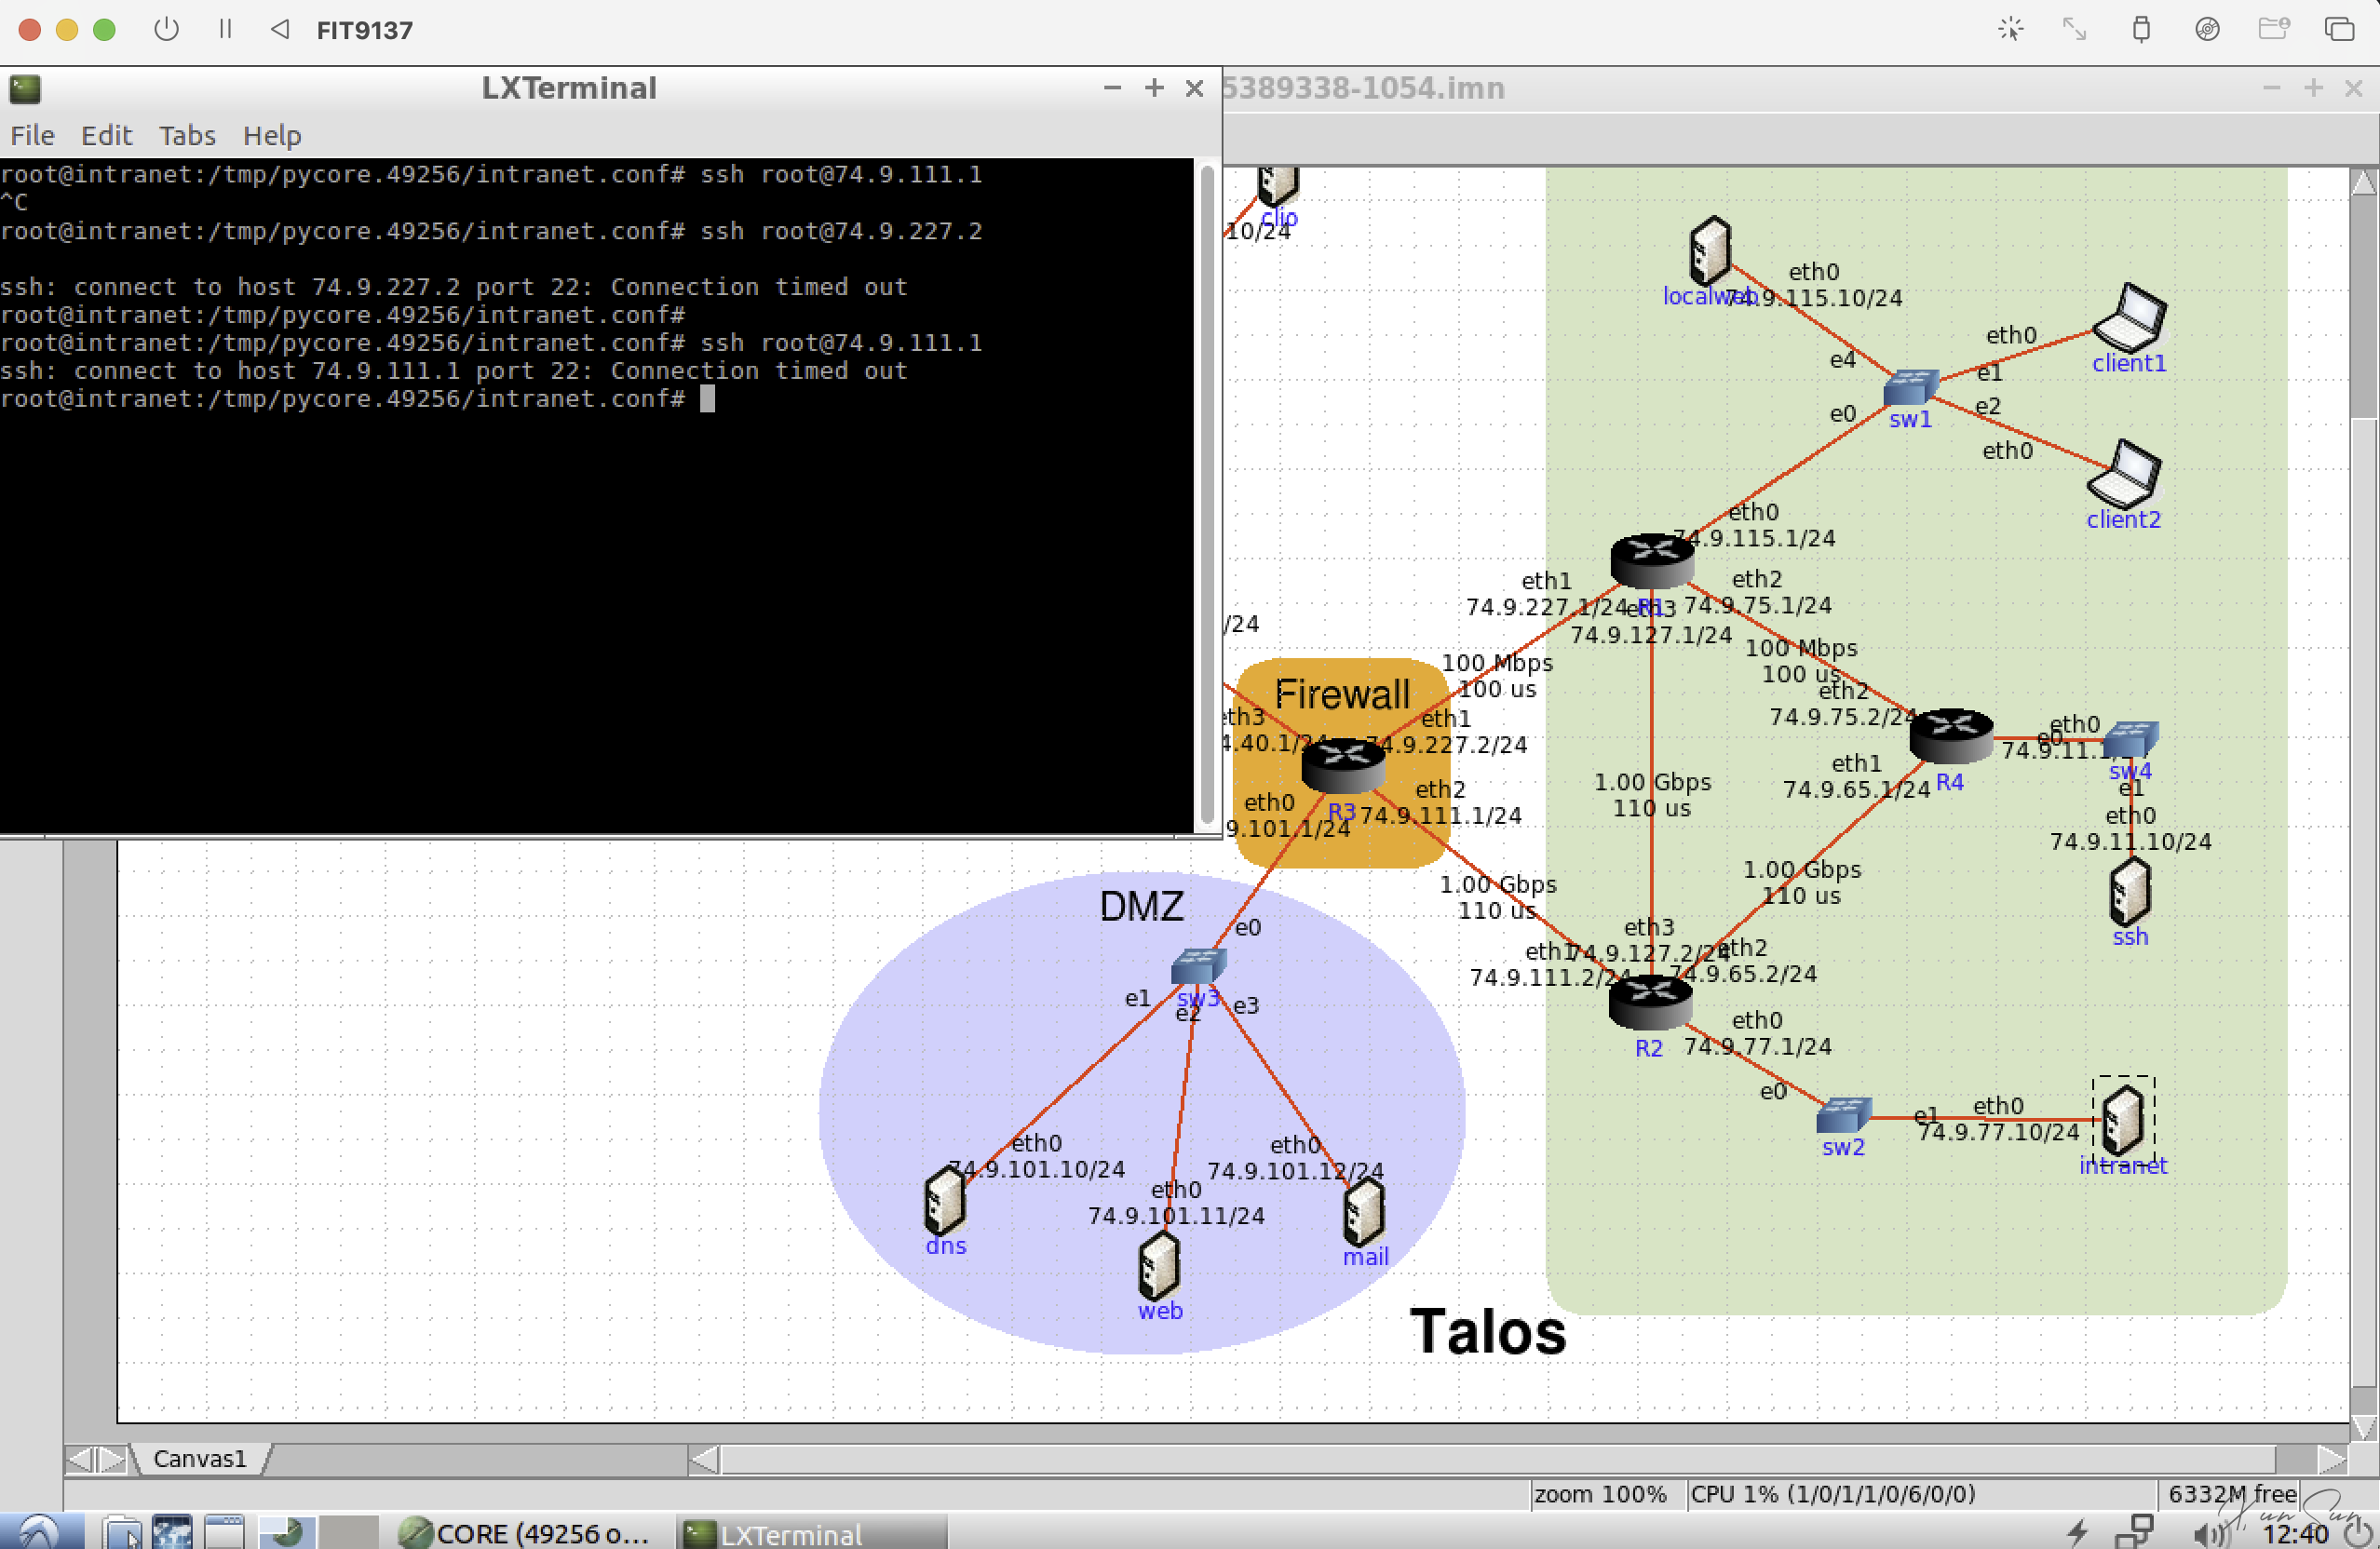 FIT9137
LXTerminal
5389338-1054.imn
File Edit Tabs Help
root@intranet:/tmp/pycore.49256/intranet.conf# ssh root@74.9.111.1
^C
root@intranet:/tmp/pycore.49256/intranet.conf# ssh root@74.9.227.2
ssh: connect to host 74.9.227.2 port 22: Connection timed out
root@intranet:/tmp/pycore.49256/intranet.conf#
root@intranet:/tmp/pycore.49256/intranet.conf# ssh root@74.9.111.1
ssh: connect to host 74.9.111.1 port 22: Connection timed out
root@intranet:/tmp/pycore.49256/intranet.conf#
clio
10/24
eth0
localweb
74.9.115.10/24
eth0
e4
client1
e1
e0
e2
sw1
eth0
client2
eth0
74.9.115.1/24
eth1
eth2
74.9.227.1/24
R1
eth3
74.9.75.1/24
/24
74.9.127.1/24
100 Mbps
100 us
100 Mbps
100 us
Firewall
eth2
eth3
eth1
74.9.75.2/24
eth0
4.40.1/24
74.9.227.2/24
e0
74.9.11.1
sw4
eth1
R4
1.00 Gbps
110 us
e1
eth2
74.9.65.1/24
eth0
R3
74.9.111.1/24
eth0
9.101.1/24
74.9.11.10/24
1.00 Gbps
110 us
1.00 Gbps
110 us
DMZ
e0
eth3
ssh
eth1
74.9.127.2/24
eth2
74.9.111.2/24
74.9.65.2/24
e1
sw3
e3
e2
eth0
R2
74.9.77.1/24
e0
e1
eth0
74.9.77.10/24
sw2
intranet
eth0
74.9.101.10/24
eth0
74.9.101.12/24
eth0
74.9.101.11/24
dns
mail
web
Talos
Canvas1
zoom 100% CPU 1% (1/0/1/1/0/6/0/0) 6332M free
CORE (49256 o... LXTerminal 12:40